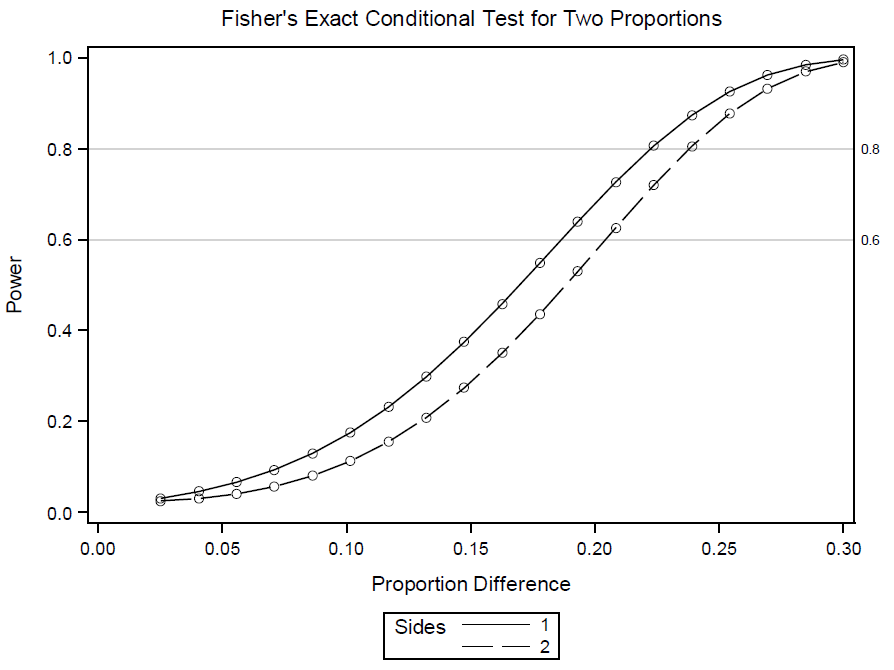 Fisher's Exact Conditional Test for Two Proportions
1.0
0.8
0.8
0.6
0.6
Power
0.4
0.2
0.0
0.00 0.05 0.10 0.15 0.20 0.25 0.30
Proportion Difference
Sides 1
2